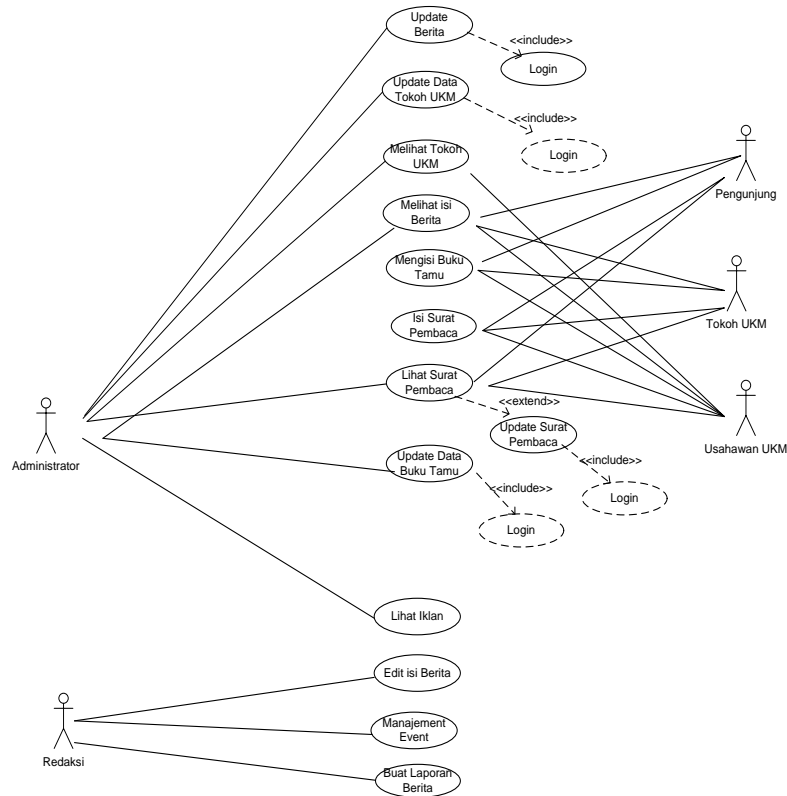 Update
Berita
<<include>>
Login
Update Data
Tokoh UKM
<<include>>
Login
Melihat Tokoh
UKM
Pengunjung
Melihat isi
Berita
Mengisi Buku
Tamu
Tokoh UKM
Isi Surat
Pembaca
Lihat Surat
Pembaca
<<extend>>
Update Surat
Pembaca
Usahawan UKM
Administrator
Update Data
Buku Tamu
<<include>>
Login
<<include>>
Login
Lihat Iklan
Edit isi Berita
Manajement
Event
Redaksi
Buat Laporan
Berita